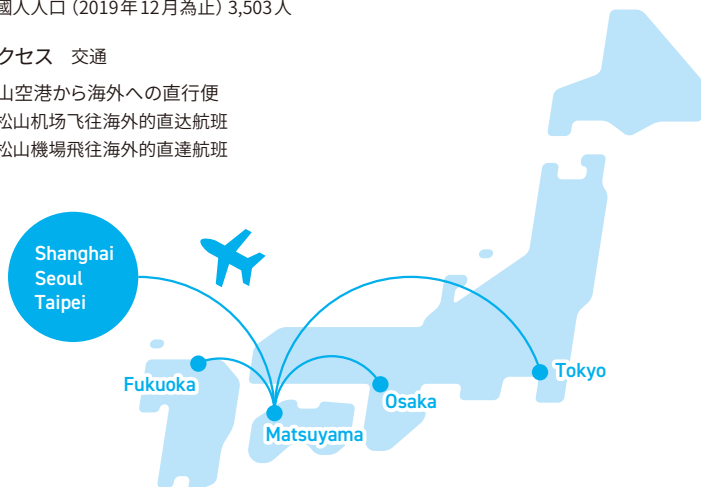 國人人口（2019年12月為止）3,503人
クセス　交通
山空港から海外への直行便
松山机场飞往海外的直达航班
松山機場飛往海外的直達航班
Shanghai
Seoul
Taipei
Fukuoka
Matsuyama
Osaka
Tokyo